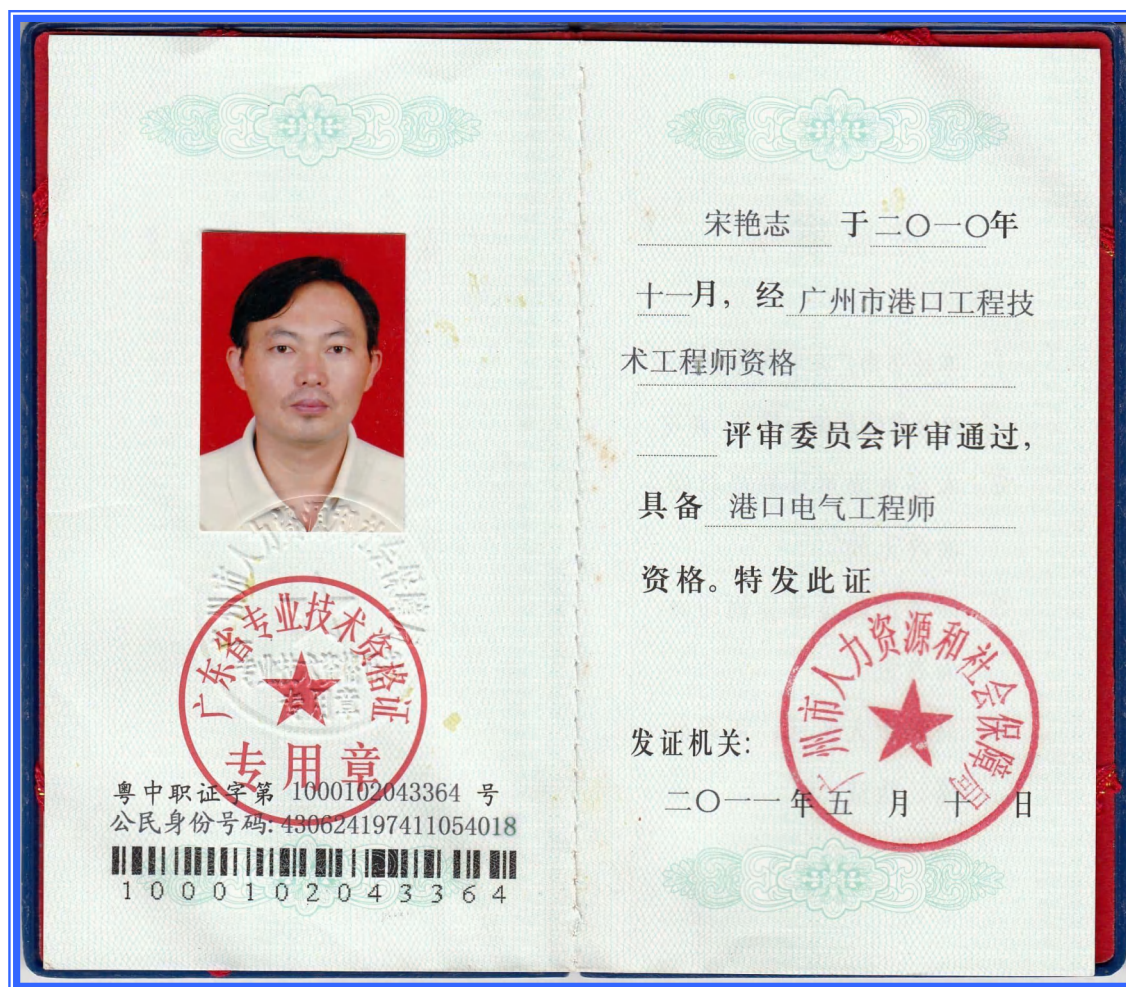 广东省专业技术资格证
专用章
粤中职证字第 1000102043364 号
公民身份号码:430624197411054018
1000102043364
宋艳志 于二〇一〇年
十一月，经 广州市港口工程技
术工程师资格
评审委员会评审通过，
具备 港口电气工程师
资格。特发此证
广州市人力资源和社会保障局
发证机关:
二〇一一年五月十日